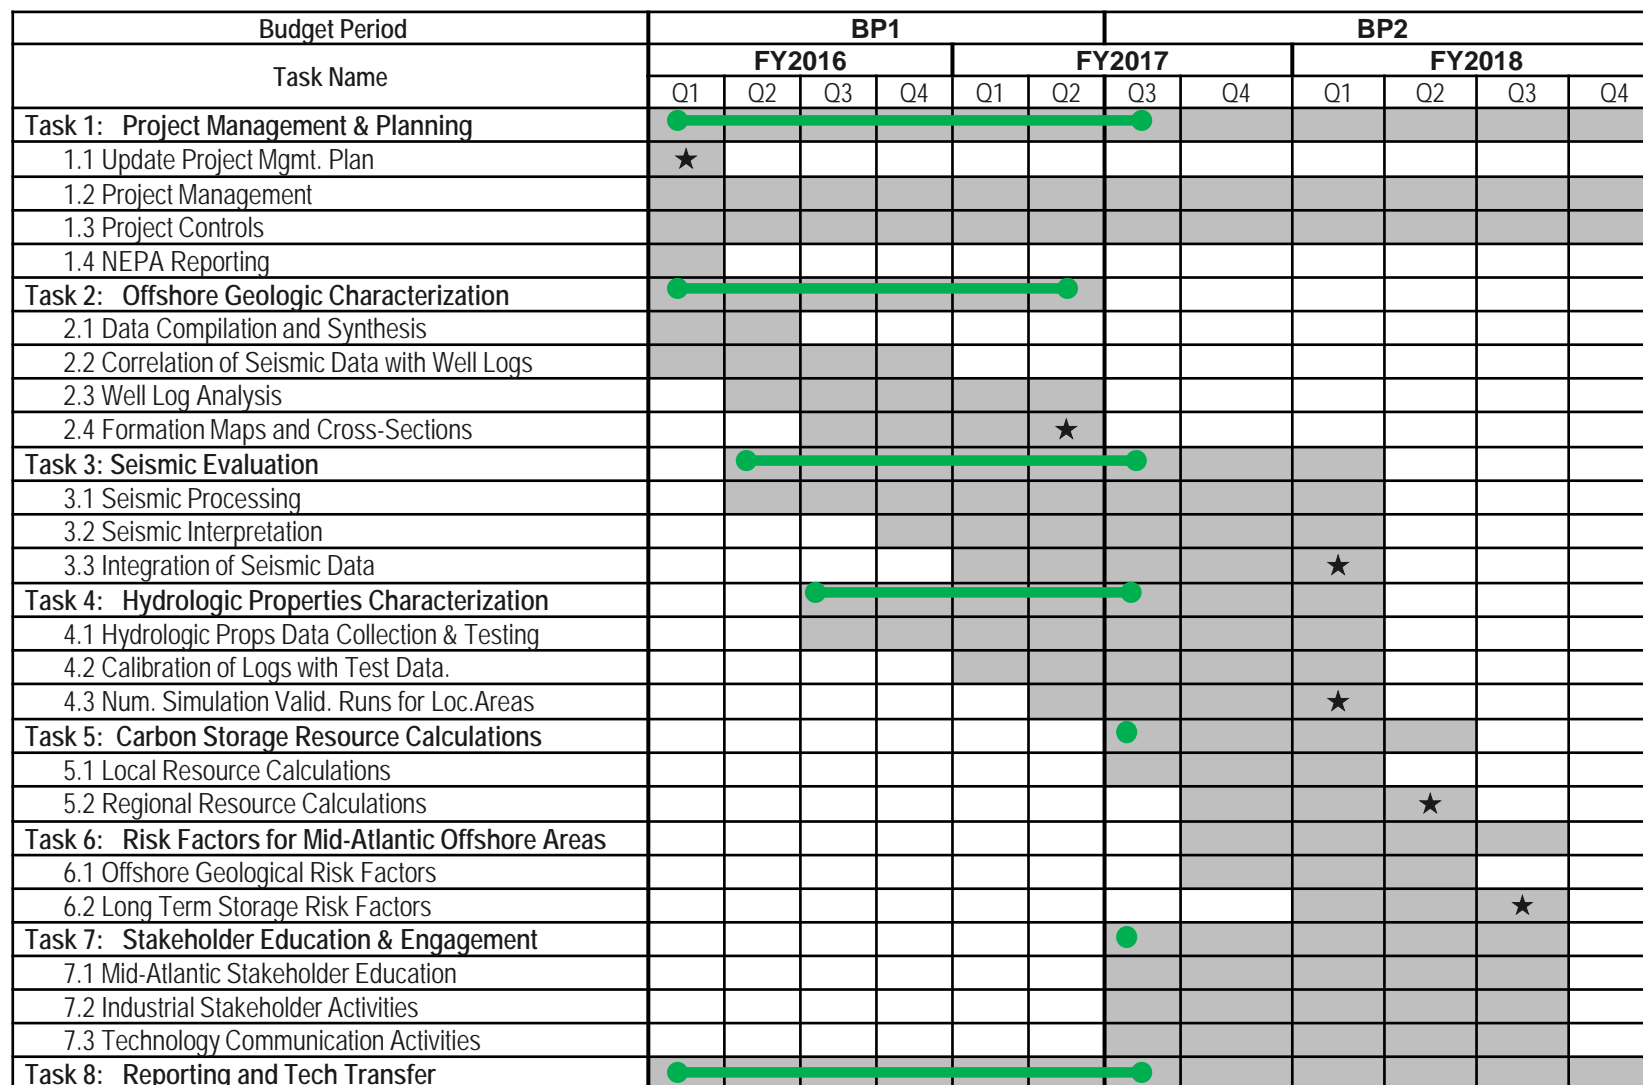 Budget Period BP1 BP2
Task Name FY2016 FY2017 FY2018
Q1 Q2 Q3 Q4 Q1 Q2 Q3 Q4 Q1 Q2 Q3 Q4
Task 1: Project Management & Planning
1.1 Update Project Mgmt. Plan ★
1.2 Project Management
1.3 Project Controls
1.4 NEPA Reporting
Task 2: Offshore Geologic Characterization
2.1 Data Compilation and Synthesis
2.2 Correlation of Seismic Data with Well Logs
2.3 Well Log Analysis
2.4 Formation Maps and Cross-Sections ★
Task 3: Seismic Evaluation
3.1 Seismic Processing
3.2 Seismic Interpretation
3.3 Integration of Seismic Data ★
Task 4: Hydrologic Properties Characterization
4.1 Hydrologic Props Data Collection & Testing
4.2 Calibration of Logs with Test Data.
4.3 Num. Simulation Valid. Runs for Loc.Areas ★
Task 5: Carbon Storage Resource Calculations
5.1 Local Resource Calculations
5.2 Regional Resource Calculations ★
Task 6: Risk Factors for Mid-Atlantic Offshore Areas
6.1 Offshore Geological Risk Factors
6.2 Long Term Storage Risk Factors ★
Task 7: Stakeholder Education & Engagement
7.1 Mid-Atlantic Stakeholder Education
7.2 Industrial Stakeholder Activities
7.3 Technology Communication Activities
Task 8: Reporting and Tech Transfer